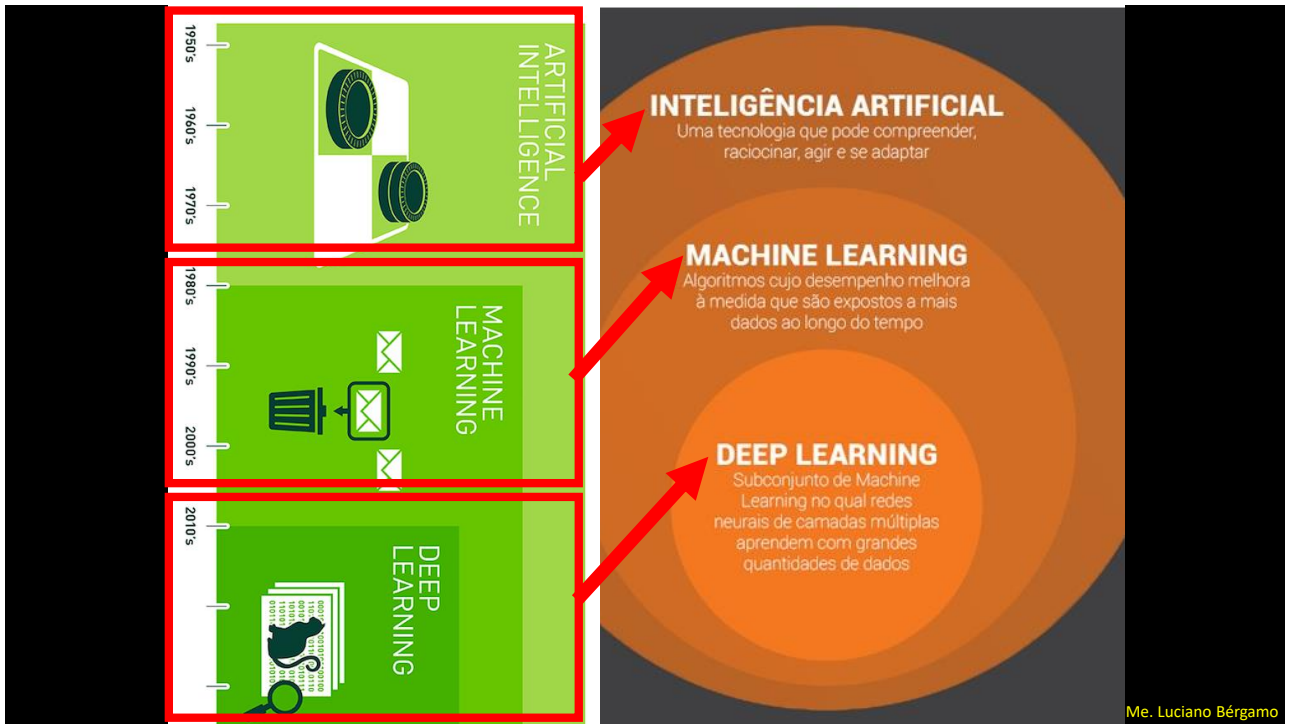 1950's
1960's
1970's
ARTIFICIAL
INTELLIGENCE
1980's
1990's
2000's
MACHINE
LEARNING
2010's
DEEP
LEARNING
INTELIGÊNCIA ARTIFICIAL
Uma tecnologia que pode compreender,
raciocinar, agir e se adaptar
MACHINE LEARNING
Algoritmos cujo desempenho melhora
à medida que são expostos a mais
dados ao longo do tempo
DEEP LEARNING
Subconjunto de Machine
Learning no qual redes
neurais de camadas múltiplas
aprendem com grandes
quantidades de dados
Me. Luciano Bérgamo